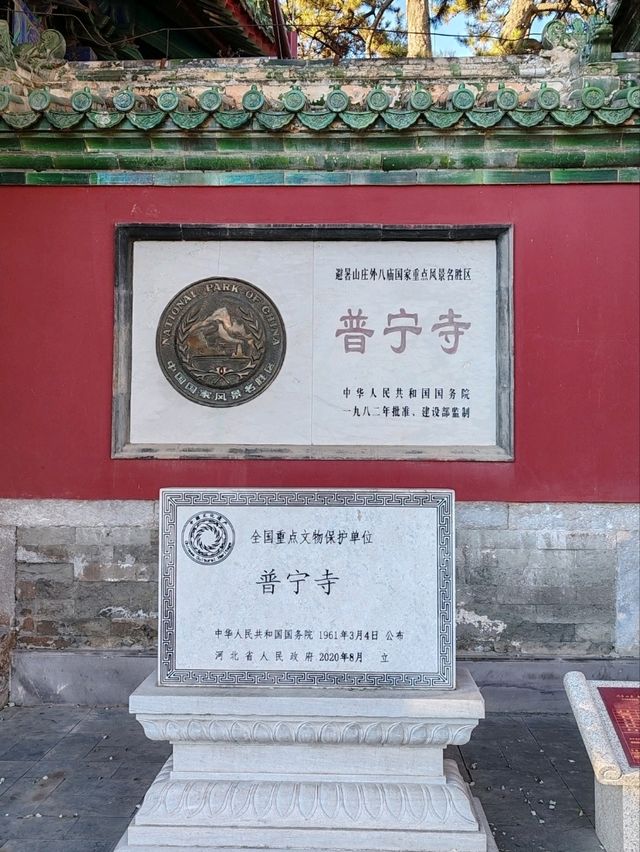 避暑山庄外八庙国家重点风景名胜区
普宁寺
中华人民共和国国务院
一九八二年批准、建设部监制
NATIONAL PARK OF CHINA
中国国家风景名胜区
全国重点文物保护单位
普宁寺
中华人民共和国国务院 1961年3月4日 公布
河北省人民政府 2020年8月 立